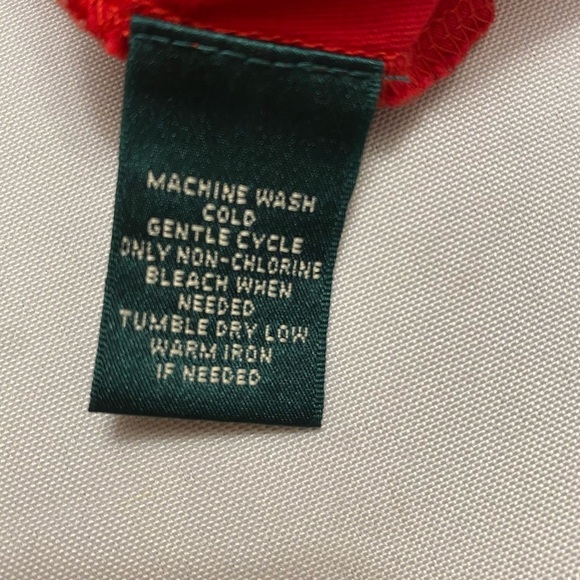 MACHINE WASH
COLD
GENTLE CYCLE
ONLY NON-CHLORINE
BLEACH WHEN
NEEDED
TUMBLE DRY LOW
WARM IRON
IF NEEDED